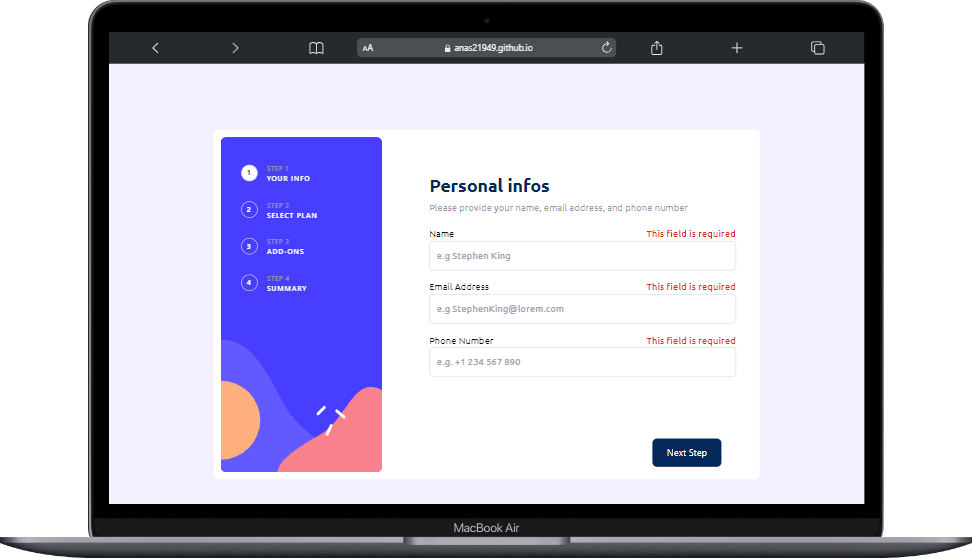 AA
anas21949.github.io
1
STEP 1
YOUR INFO
2
STEP 2
SELECT PLAN
3
STEP 3
ADD-ONS
4
STEP 4
SUMMARY
Personal infos
Please provide your name, email address, and phone number
Name This field is required
e.g Stephen King
Email Address This field is required
e.g StephenKing@lorem.com
Phone Number This field is required
e.g. +1 234 567 890
Next Step
MacBook Air